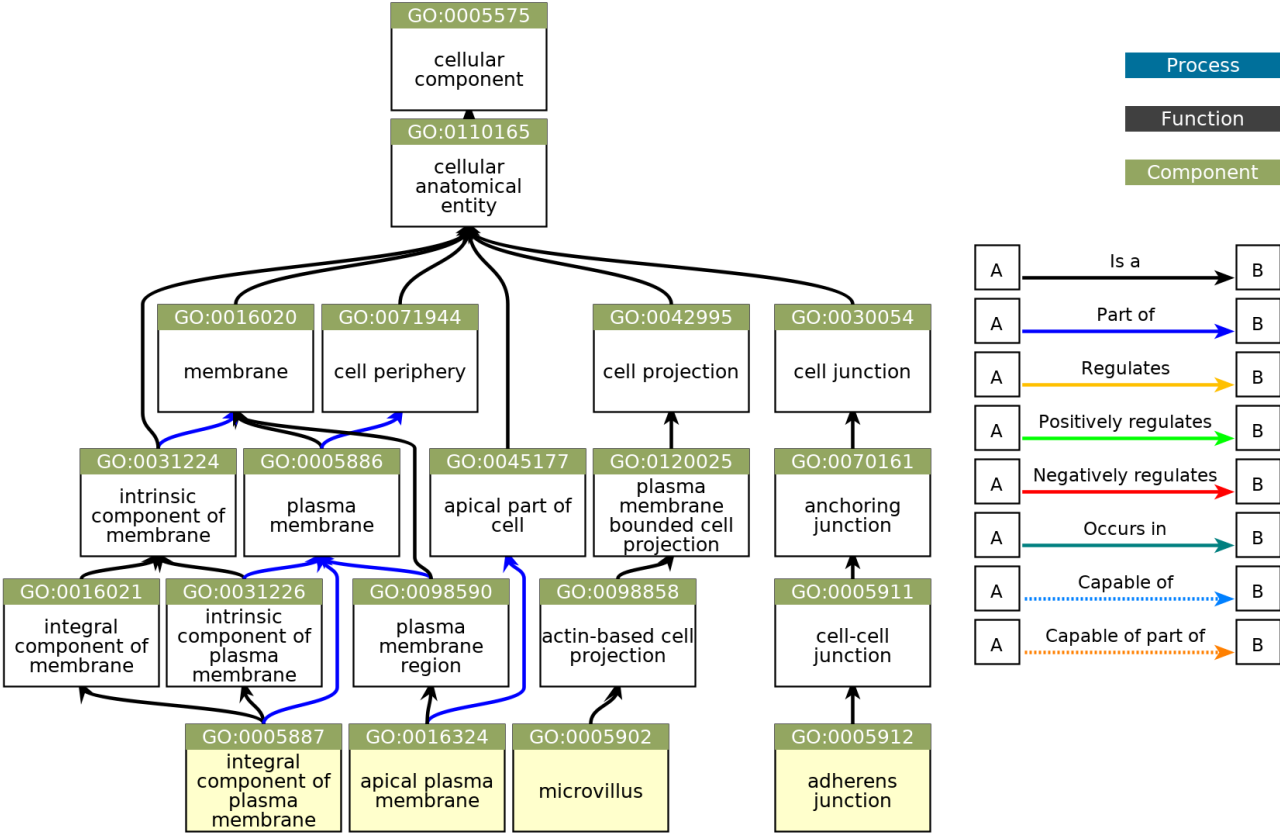 GO:0005575
cellular
component
GO:0110165
cellular
anatomical
entity
Process
Function
Component
GO:0016020
membrane
GO:0071944
cell periphery
GO:0042995
cell projection
GO:0030054
cell junction
GO:0031224
intrinsic
component of
membrane
GO:0005886
plasma
membrane
GO:0045177
apical part of
cell
GO:0120025
plasma
membrane
bounded cell
projection
GO:0070161
anchoring
junction
GO:0016021
integral
component of
membrane
GO:0031226
intrinsic
component of
plasma
membrane
GO:0098590
plasma
membrane
region
GO:0098858
actin-based cell
projection
GO:0005911
cell-cell
junction
GO:0005887
integral
component of
plasma
membrane
GO:0016324
apical plasma
membrane
GO:0005902
microvillus
GO:0005912
adherens
junction
A Is a B
A Part of B
A Regulates B
A Positively regulates B
A Negatively regulates B
A Occurs in B
A Capable of B
A Capable of part of B